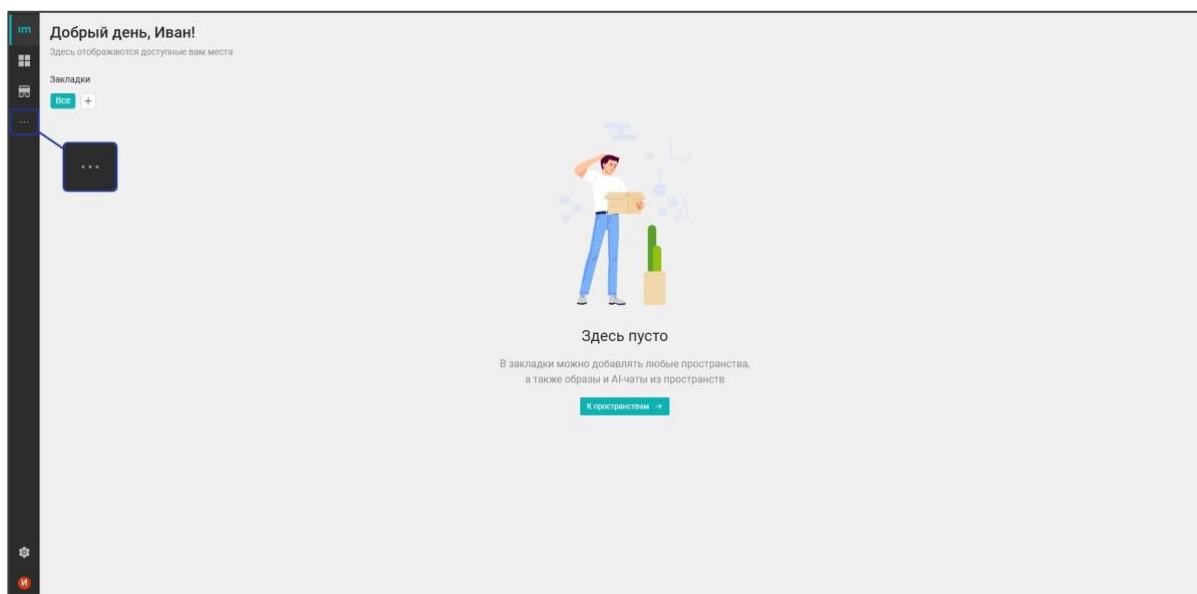 ım
Добрый день, Иван!
Здесь отображаются доступные вам места
Закладки
Все +
...
...
Здесь пусто
В закладки можно добавлять любые пространства,
а также образы и AI-чаты из пространств
К пространствам →
И